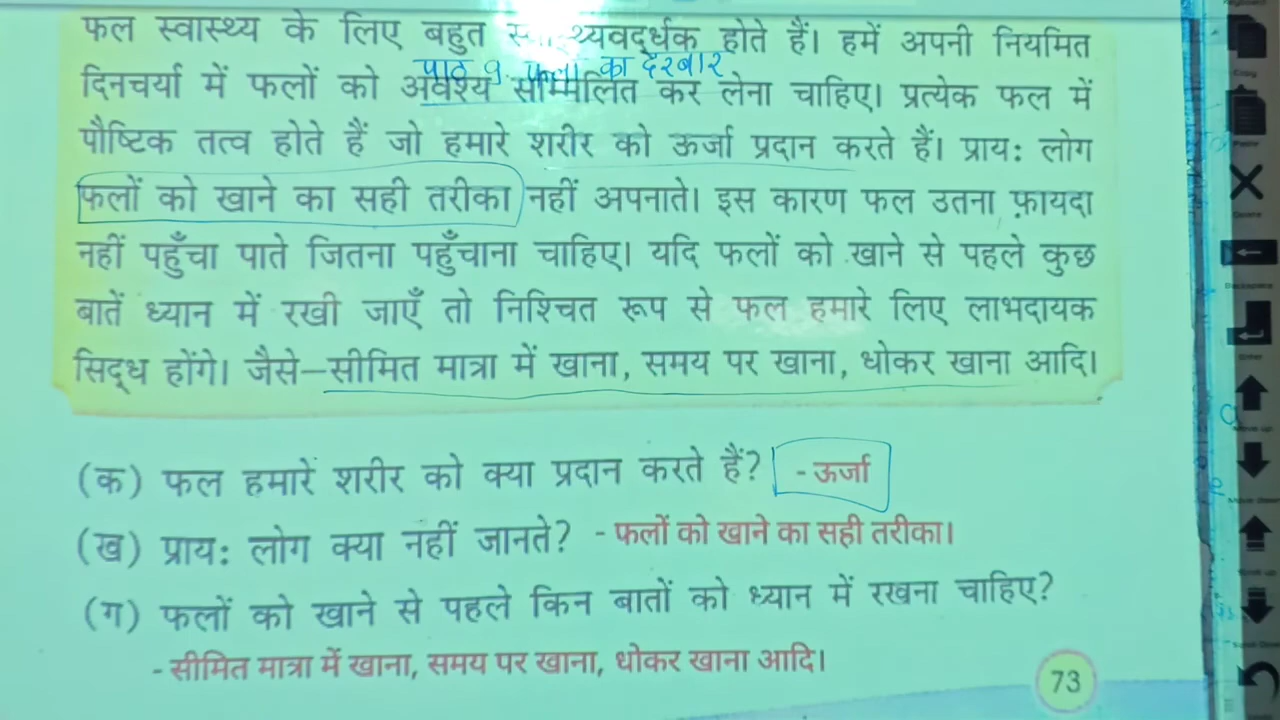 फल स्वास्थ्य के लिए बहुत होते हैं। हमें अपनी नियमित
पाठ 9 का दरबार
दिनचर्या में फलों को अवश्य सम्मिलित कर लेना चाहिए। प्रत्येक फल में
पौष्टिक तत्व होते हैं जो हमारे शरीर को ऊर्जा प्रदान करते हैं। प्रायः लोग
फलों को खाने का सही तरीका नहीं अपनाते। इस कारण फल उतना फ़ायदा
नहीं पहुँचा पाते जितना पहुँचाना चाहिए। यदि फलों को खाने से पहले कुछ
बातें ध्यान में रखी जाएँ तो निश्चित रूप से फल हमारे लिए लाभदायक
सिद्ध होंगे। जैसे–सीमित मात्रा में खाना, समय पर खाना, धोकर खाना आदि।
(क) फल हमारे शरीर को क्या प्रदान करते हैं? - ऊर्जा
(ख) प्रायः लोग क्या नहीं जानते? - फलों को खाने का सही तरीका।
(ग) फलों को खाने से पहले किन बातों को ध्यान में रखना चाहिए?
- सीमित मात्रा में खाना, समय पर खाना, धोकर खाना आदि।
73